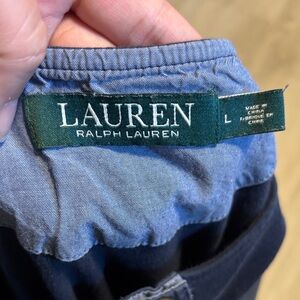 LAUREN
RALPH LAUREN
L
MADE IN
CHINA
FABRIQUÉ EN
CHINE